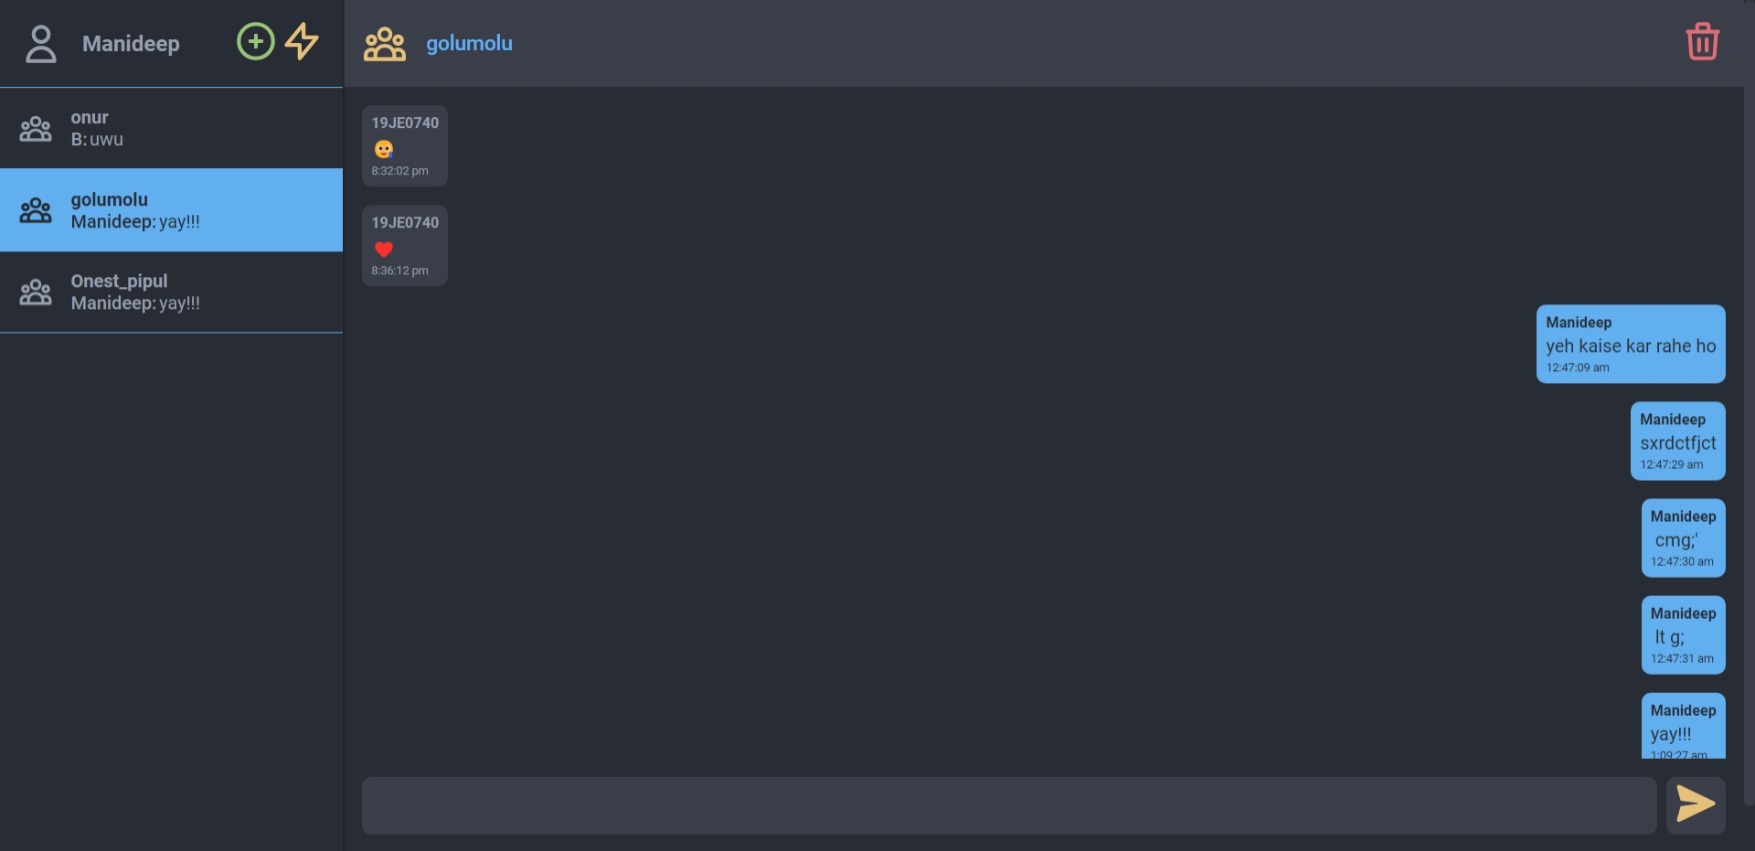 Manideep
onur
B: uwu
golumolu
Manideep: yay!!!
Onest_pipul
Manideep: yay!!!
golumolu
19JE0740
8:32:02 pm
19JE0740
❤️
8:36:12 pm
Manideep
yeh kaise kar rahe ho
12:47:09 am
Manideep
sxrdctfjct
12:47:29 am
Manideep
cmg;'
12:47:30 am
Manideep
lt g;
12:47:31 am
Manideep
yay!!!
1:09:27 am